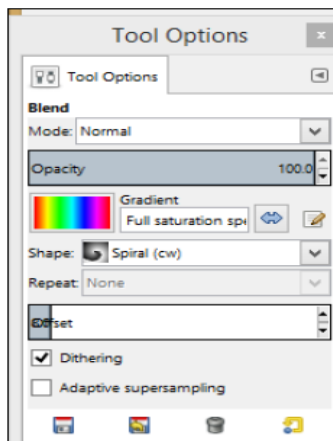 Tool Options
Tool Options
Blend
Mode: Normal
Opacity 100.0
Gradient
Full saturation spe
Shape: Spiral (cw)
Repeat: None
Offset
Dithering
Adaptive supersampling